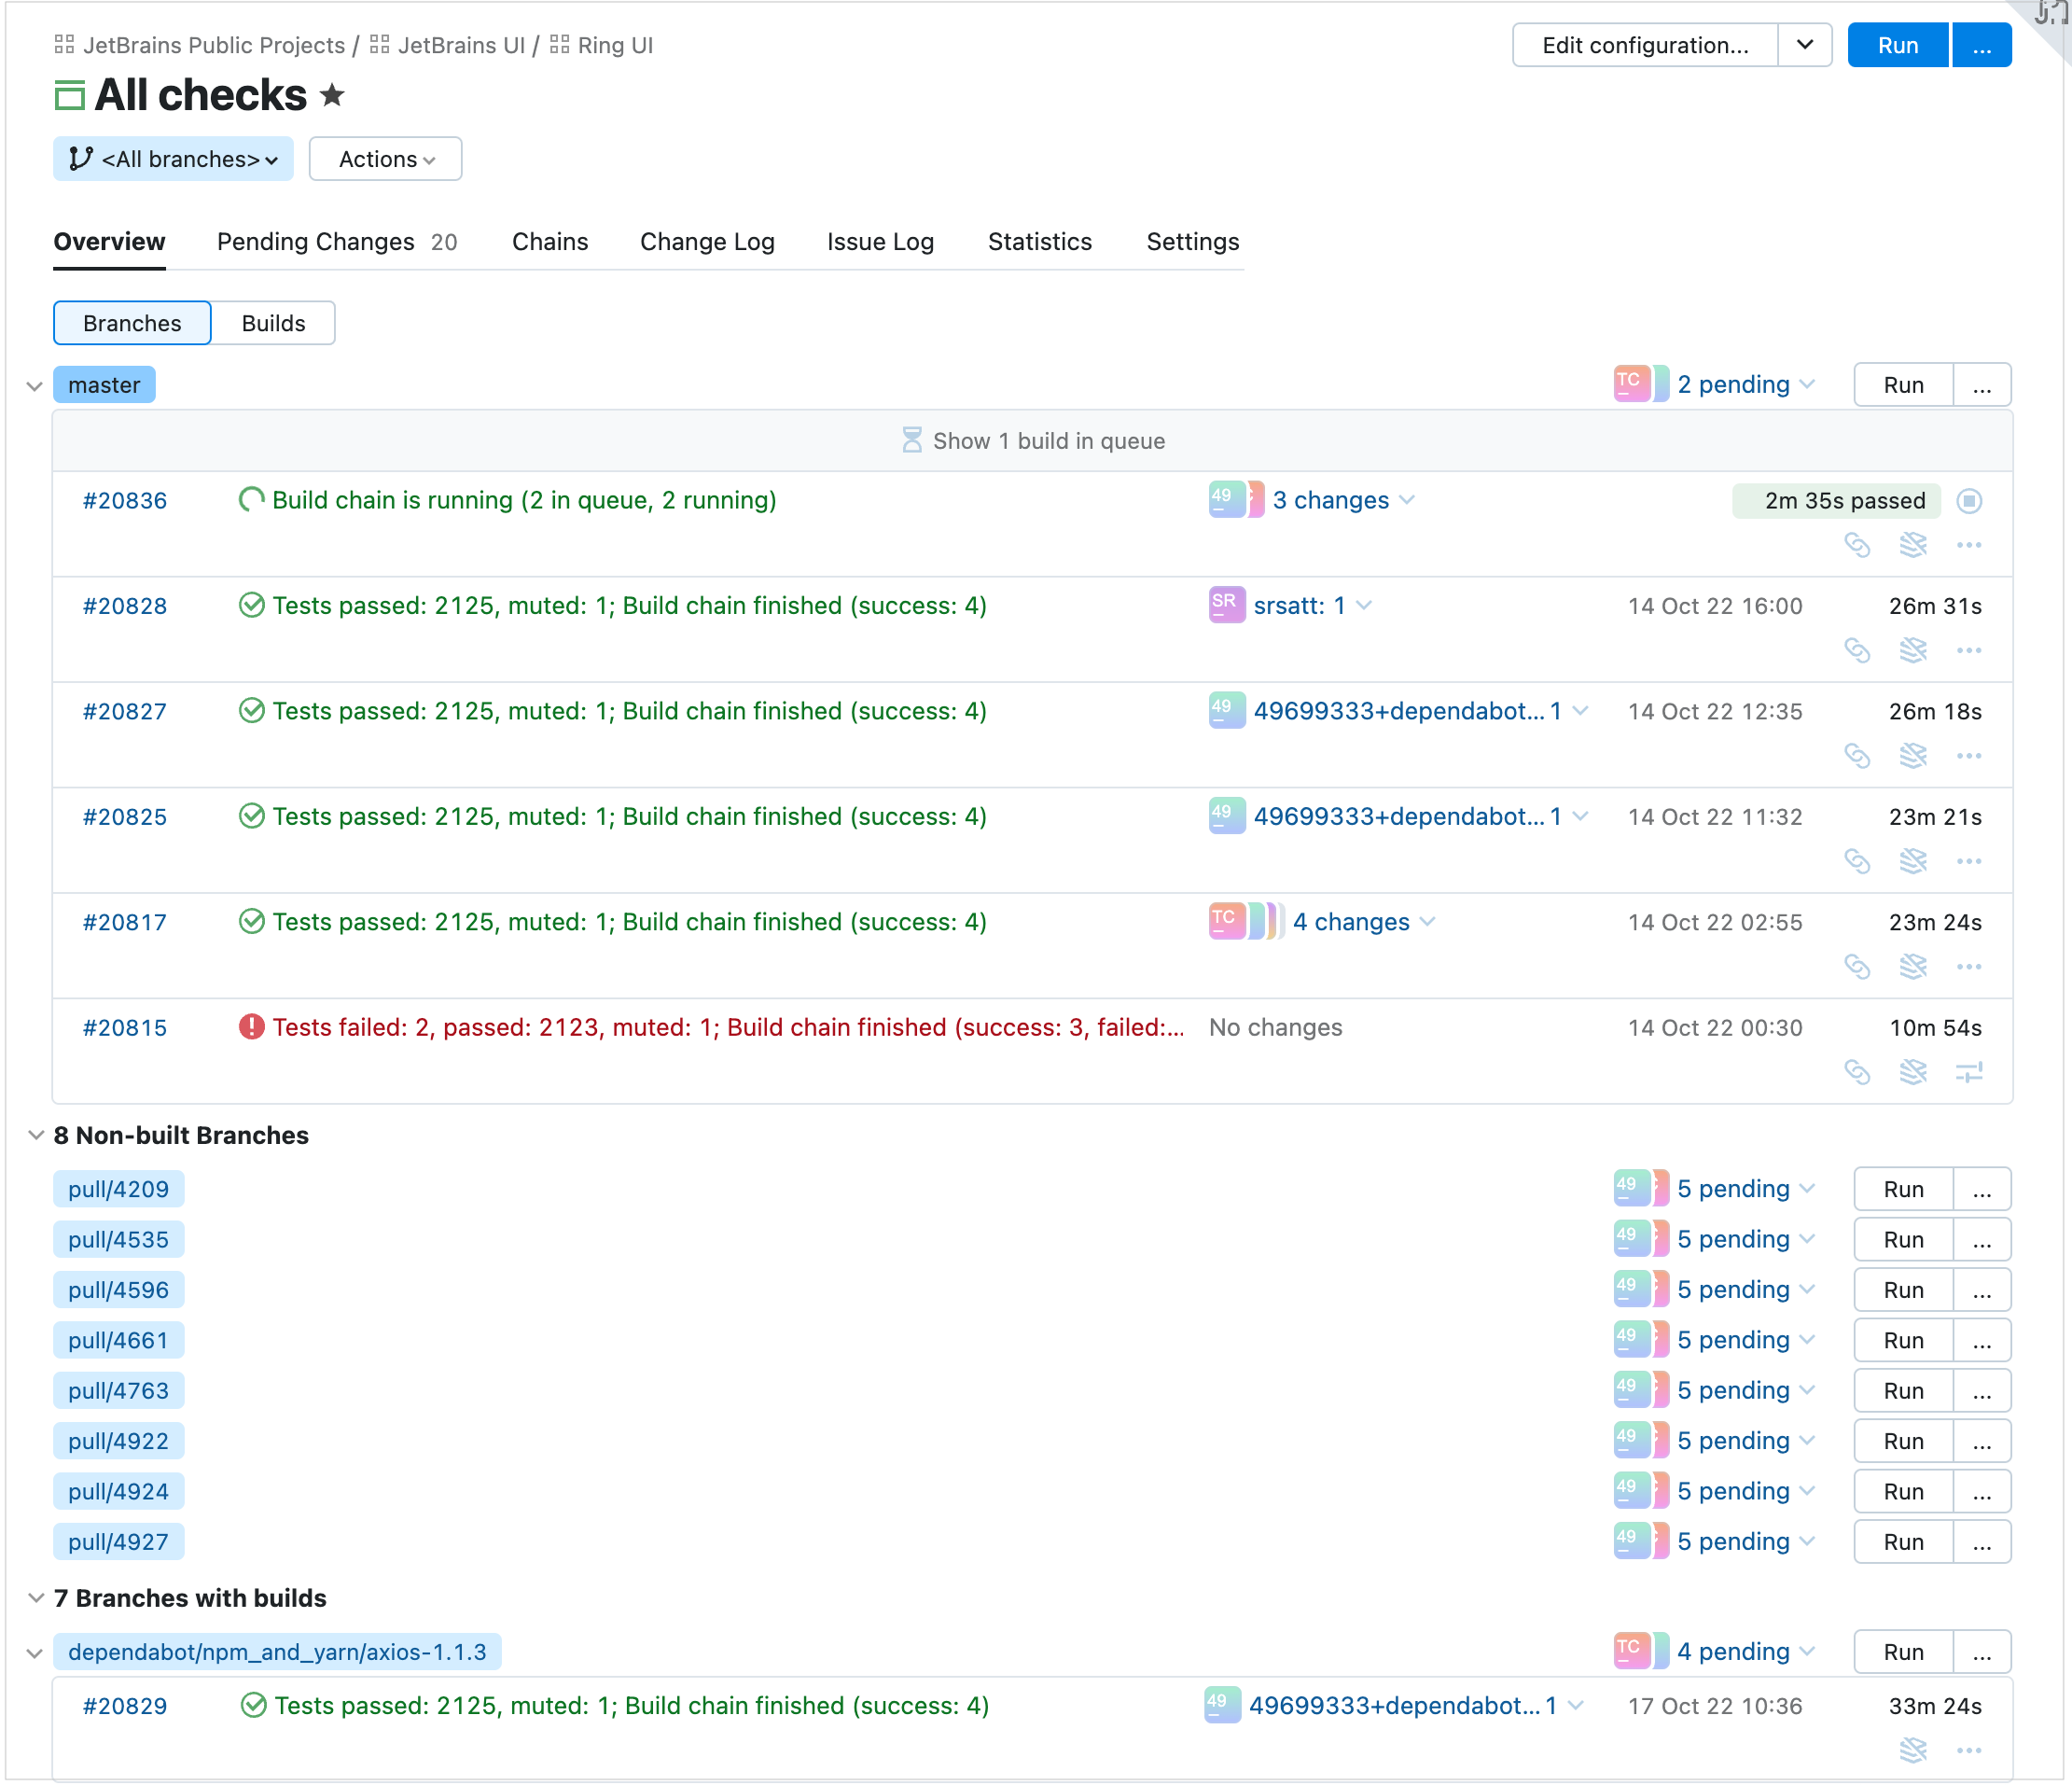 JetBrains Public Projects / JetBrains UI / Ring UI
Edit configuration... Run ...
All checks
<All branches> Actions
Overview Pending Changes 20 Chains Change Log Issue Log Statistics Settings
Branches Builds
master TC 2 pending Run ...
Show 1 build in queue
#20836 Build chain is running (2 in queue, 2 running) 49 3 changes 2m 35s passed
#20828 Tests passed: 2125, muted: 1; Build chain finished (success: 4) SR srsatt: 1 14 Oct 22 16:00 26m 31s
#20827 Tests passed: 2125, muted: 1; Build chain finished (success: 4) 49 49699333+dependabot... 1 14 Oct 22 12:35 26m 18s
#20825 Tests passed: 2125, muted: 1; Build chain finished (success: 4) 49 49699333+dependabot... 1 14 Oct 22 11:32 23m 21s
#20817 Tests passed: 2125, muted: 1; Build chain finished (success: 4) TC 4 changes 14 Oct 22 02:55 23m 24s
#20815 Tests failed: 2, passed: 2123, muted: 1; Build chain finished (success: 3, failed:... No changes 14 Oct 22 00:30 10m 54s
8 Non-built Branches
pull/4209 49 5 pending Run ...
pull/4535 49 5 pending Run ...
pull/4596 49 5 pending Run ...
pull/4661 49 5 pending Run ...
pull/4763 49 5 pending Run ...
pull/4922 49 5 pending Run ...
pull/4924 49 5 pending Run ...
pull/4927 49 5 pending Run ...
7 Branches with builds
dependabot/npm_and_yarn/axios-1.1.3 TC 4 pending Run ...
#20829 Tests passed: 2125, muted: 1; Build chain finished (success: 4) 49 49699333+dependabot... 1 17 Oct 22 10:36 33m 24s